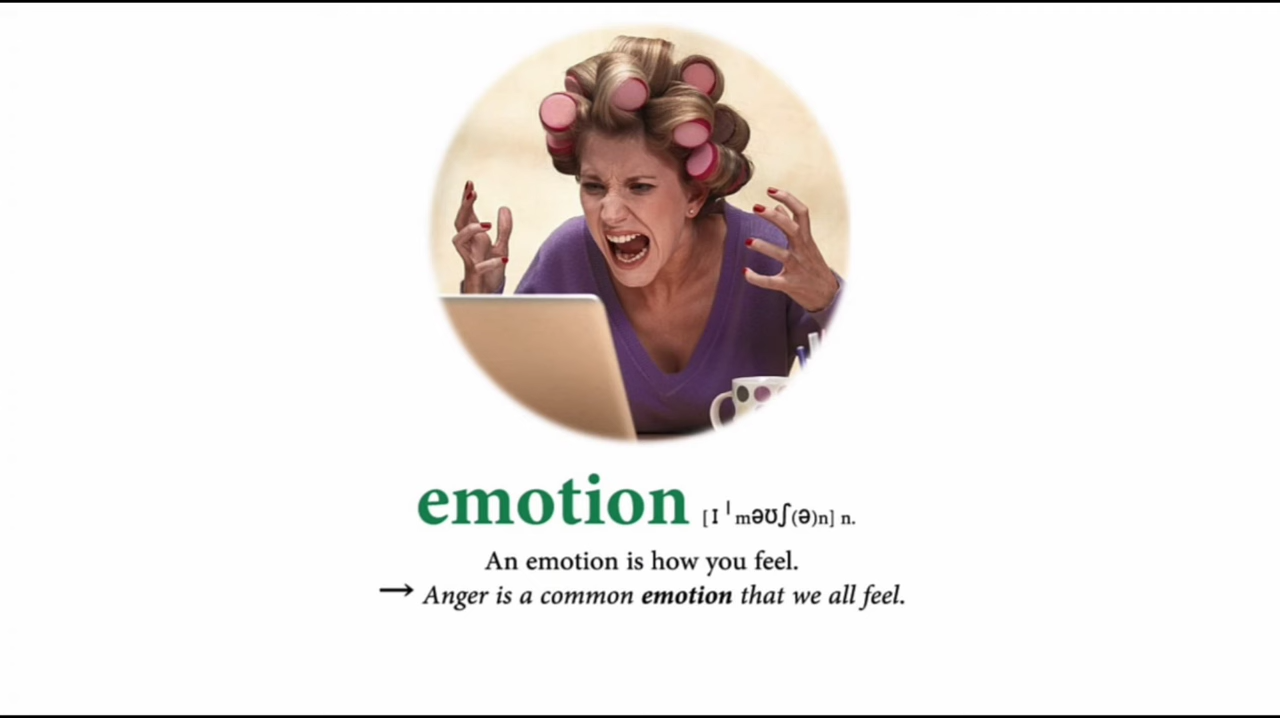 emotion [ɪˈməʊʃ(ə)n] n.
An emotion is how you feel.
→ Anger is a common emotion that we all feel.